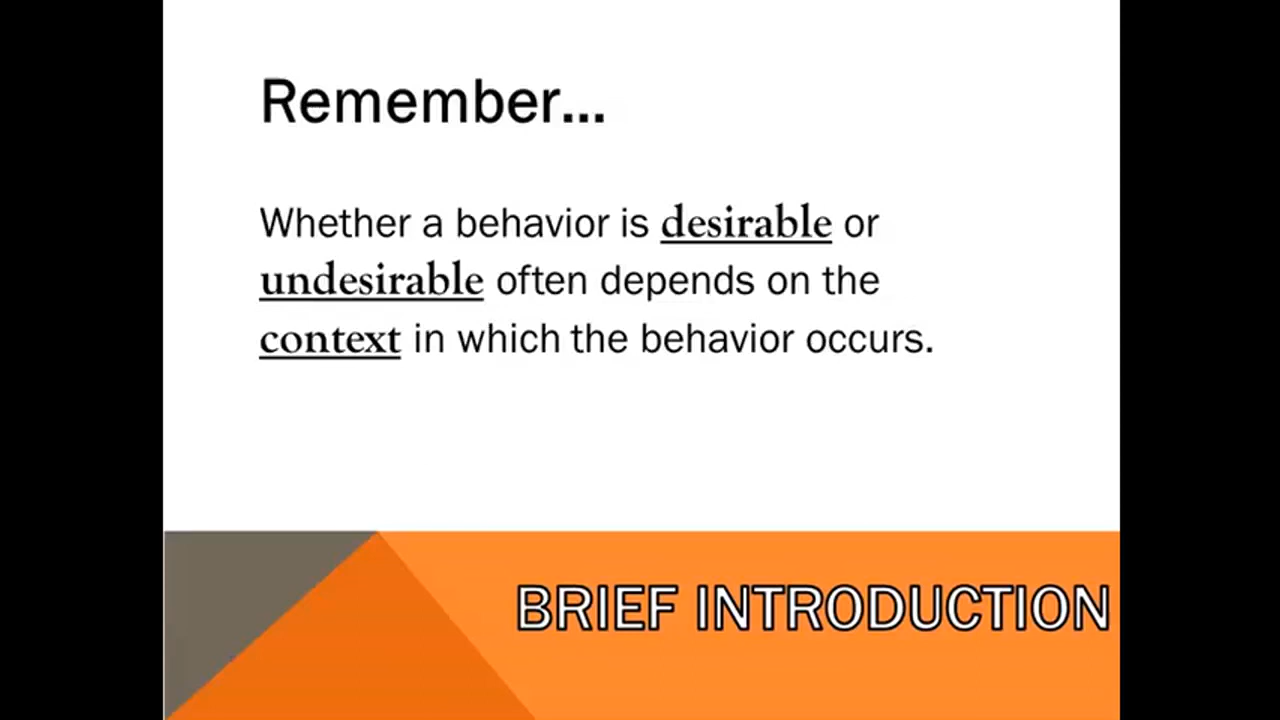 Remember...
Whether a behavior is desirable or
undesirable often depends on the
context in which the behavior occurs.
BRIEF INTRODUCTION